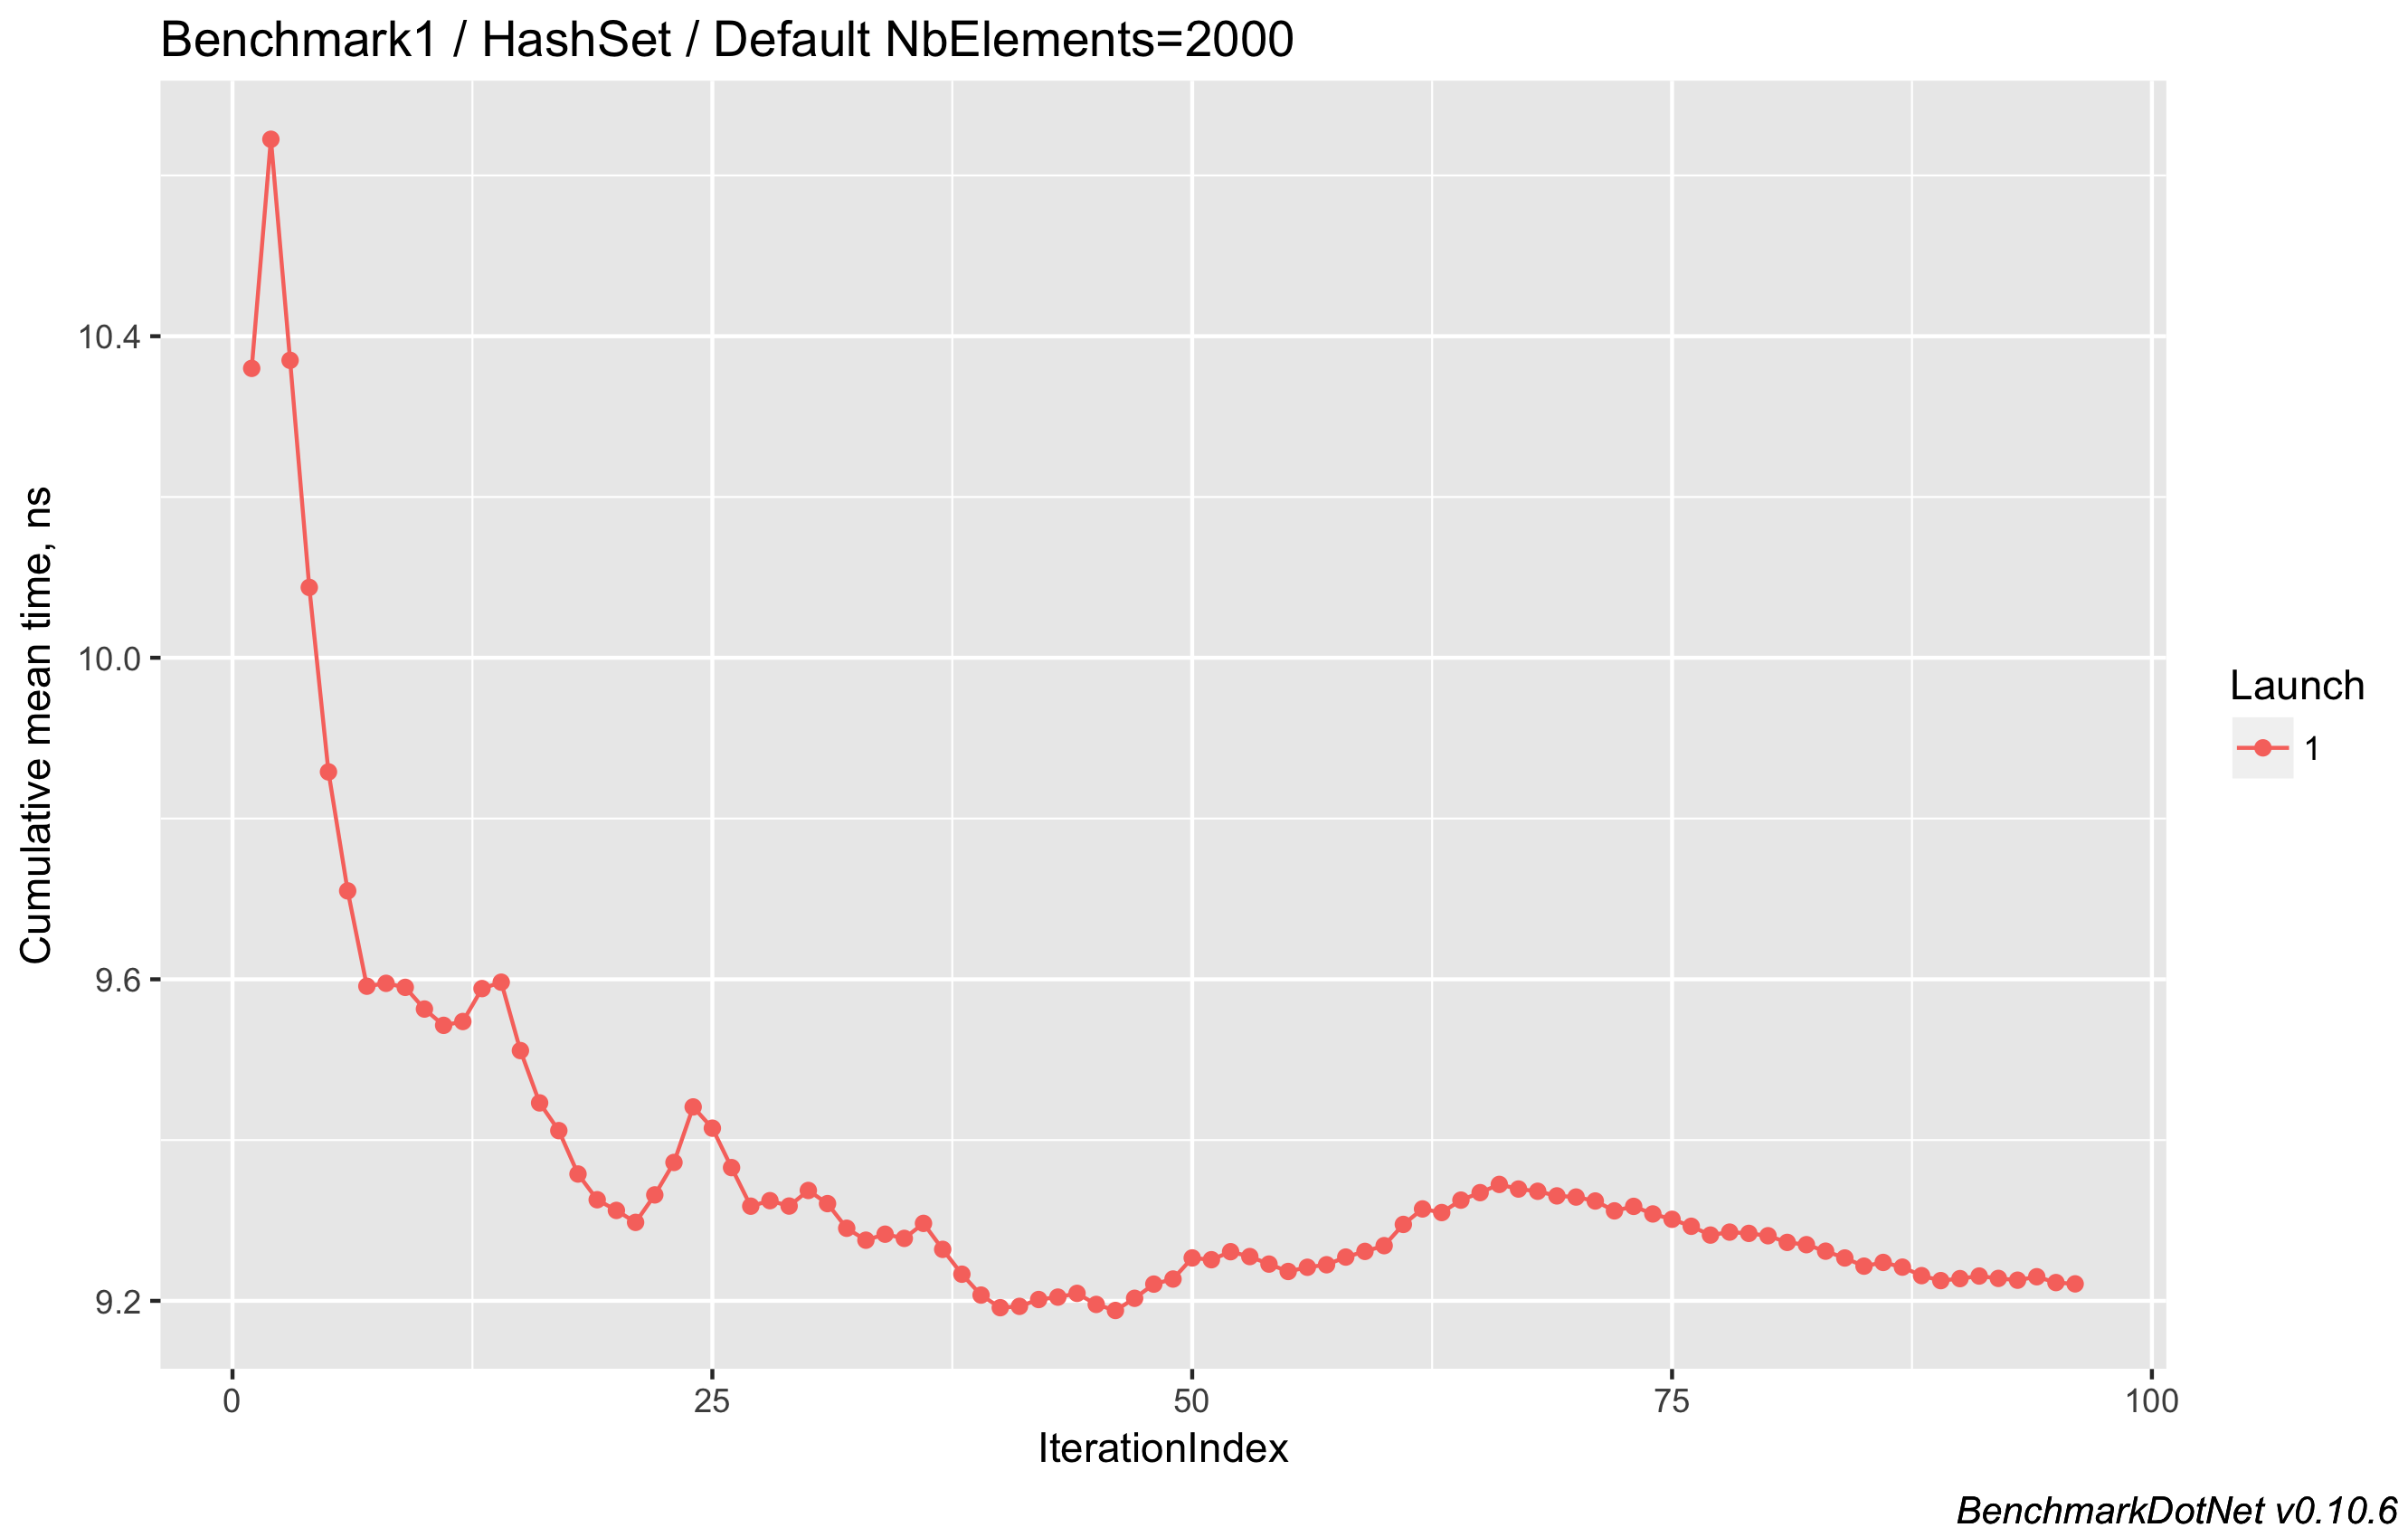 Benchmark1 / HashSet / Default NbElements=2000
Cumulative mean time, ns
10.4
10.0
9.6
9.2
0 25 50 75 100
IterationIndex
Launch
1
BenchmarkDotNet v0.10.6